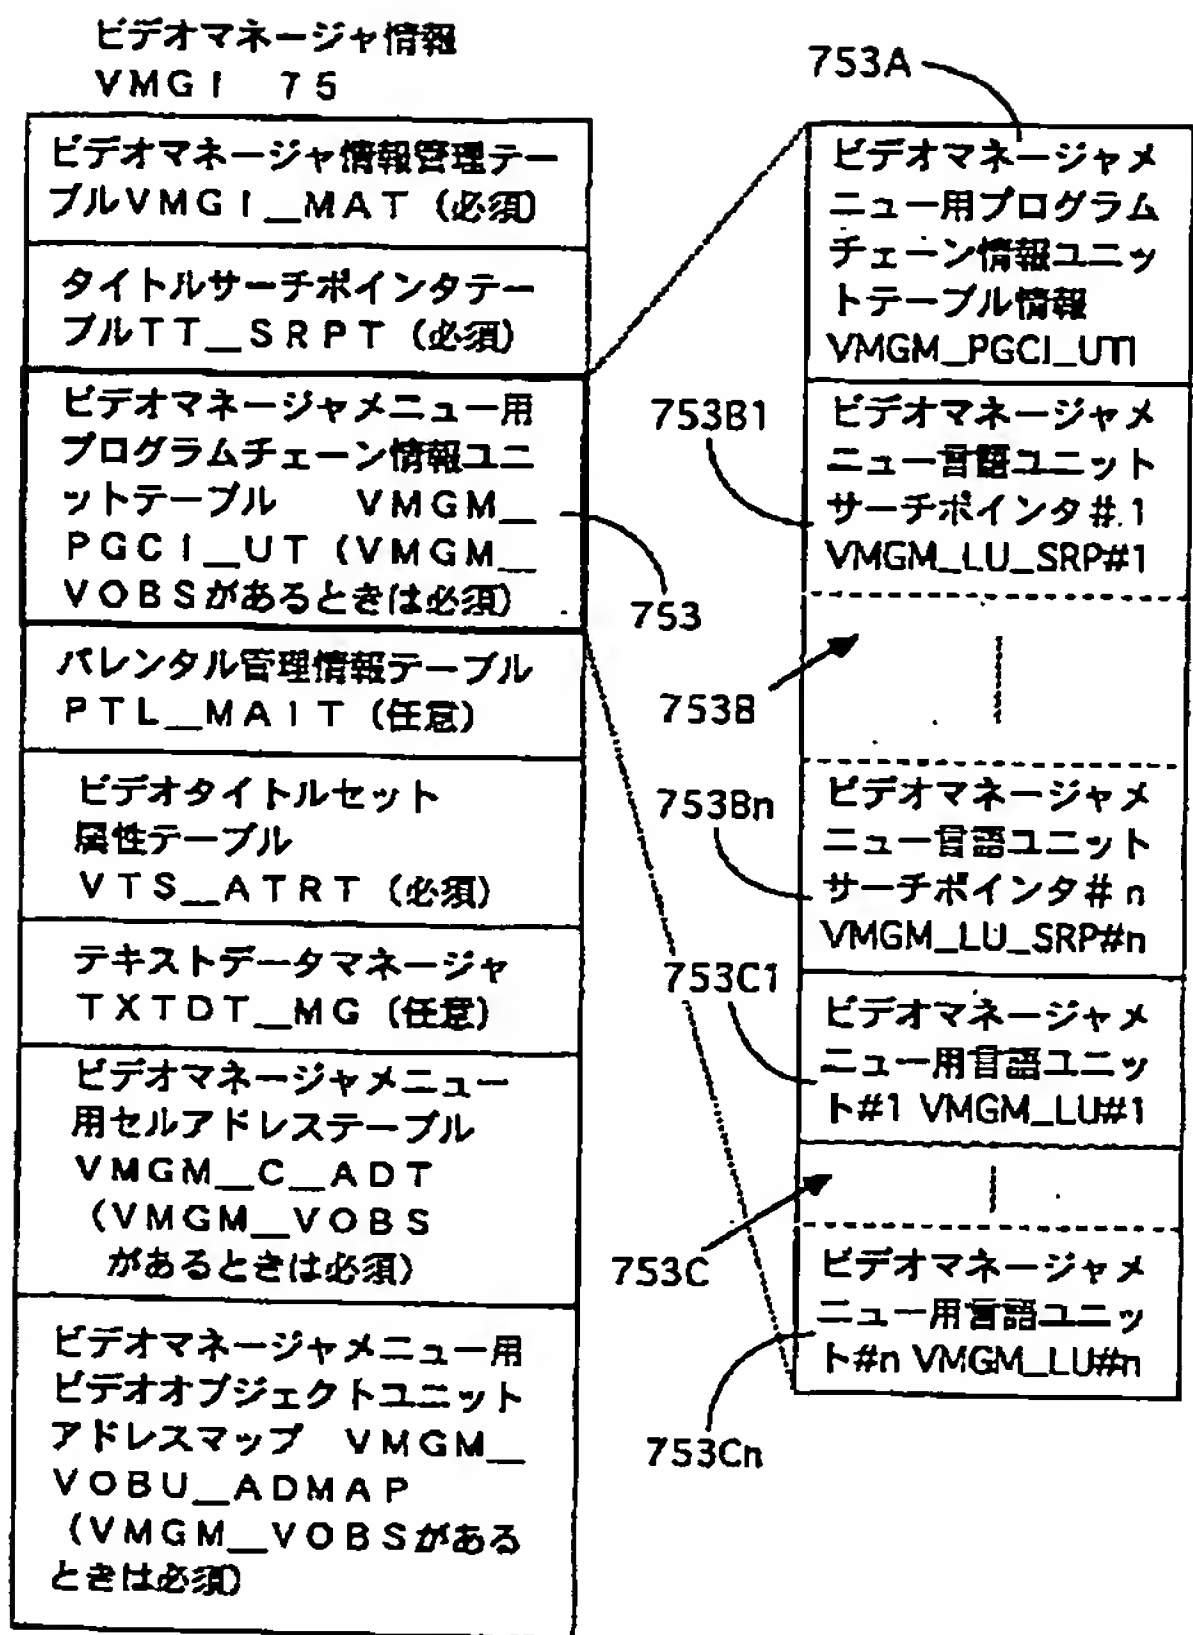 ビデオマネージャ情報
VMGI 75
ビデオマネージャ情報管理テー
ブルVMGI_MAT(必須)
タイトルサーチポインタテー
ブルTT_SRPT(必須)
ビデオマネージャメニュー用
プログラムチェーン情報ユニ
ットテーブル VMGM_
PGCI_UT(VMGM_
VOBSがあるときは必須)
パレンタル管理情報テーブル
PTL_MAIT(任意)
ビデオタイトルセット
属性テーブル
VTS_ATRT(必須)
テキストデータマネージャ
TXTDT_MG(任意)
ビデオマネージャメニュー
用セルアドレステーブル
VMGM_C_ADT
(VMGM_VOBS
があるときは必須)
ビデオマネージャメニュー用
ビデオオブジェクトユニット
アドレスマップ VMGM_
VOBU_ADMAP
(VMGM_VOBSがある
ときは必須)
753
753A
ビデオマネージャメ
ニュー用プログラム
チェーン情報ユニッ
トテーブル情報
VMGM_PGCI_UTI
753B1
ビデオマネージャメ
ニュー言語ユニット
サーチポインタ#1
VMGM_LU_SRP#1
753B
753Bn
ビデオマネージャメ
ニュー言語ユニット
サーチポインタ#n
VMGM_LU_SRP#n
753C1
ビデオマネージャメ
ニュー用言語ユニッ
ト#1 VMGM_LU#1
753C
753Cn
ビデオマネージャメ
ニュー用言語ユニッ
ト#n VMGM_LU#n